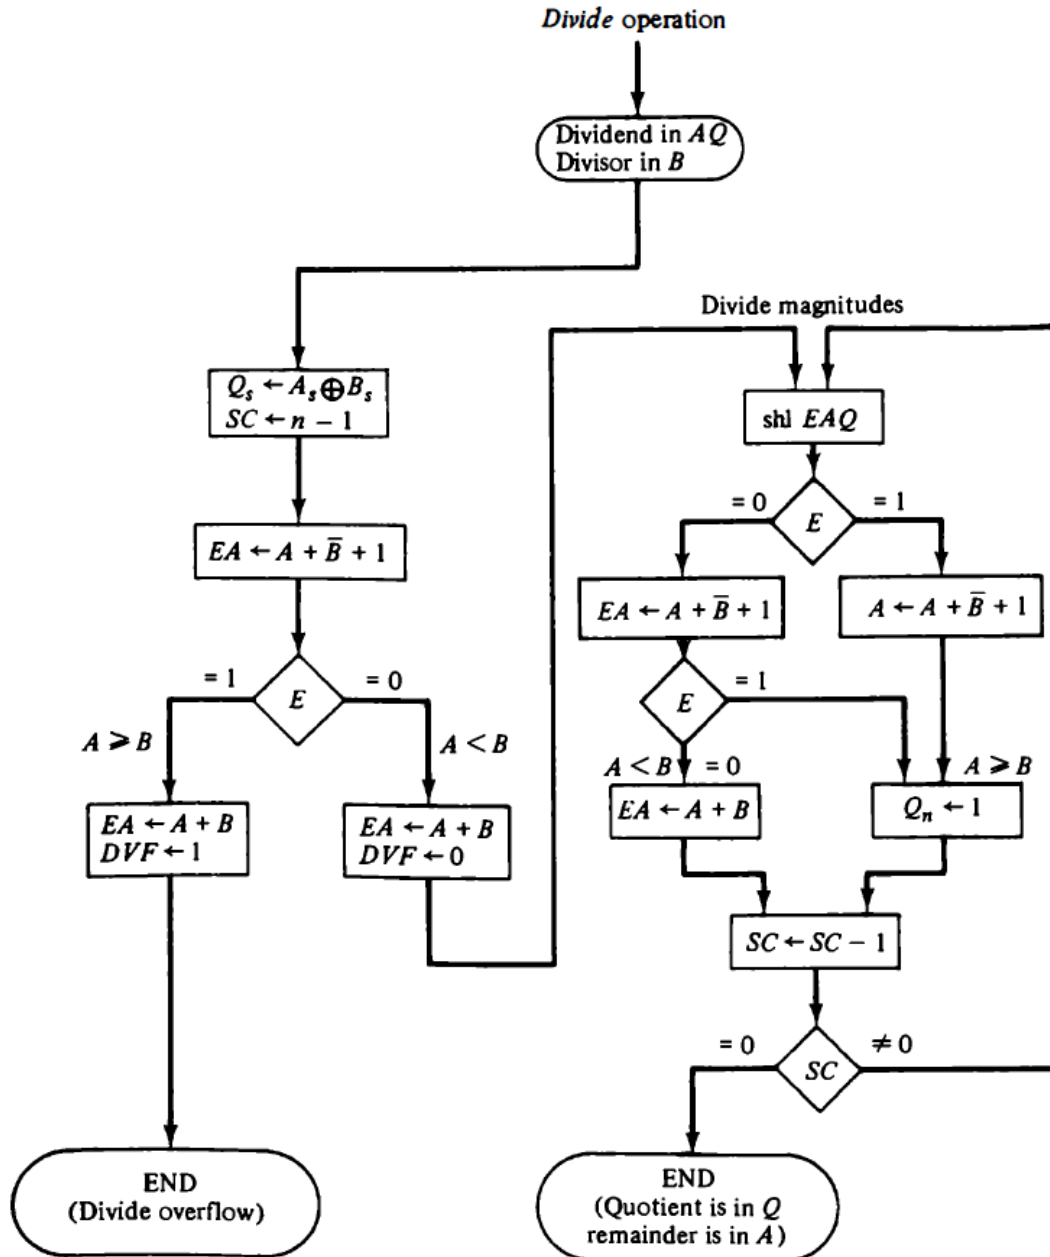 Divide operation
Dividend in AQ
Divisor in B
Divide magnitudes
Qₛ ← Aₛ ⊕ Bₛ
SC ← n − 1
shl EAQ
= 0
E
= 1
EA ← A + B̅ + 1
EA ← A + B̅ + 1
A ← A + B̅ + 1
= 1
E
= 0
E
= 1
A ⩾ B
A < B
A < B
= 0
A ⩾ B
EA ← A + B
DVF ← 1
EA ← A + B
DVF ← 0
EA ← A + B
Qₙ ← 1
SC ← SC − 1
= 0
SC
≠ 0
END
(Divide overflow)
END
(Quotient is in Q
remainder is in A)